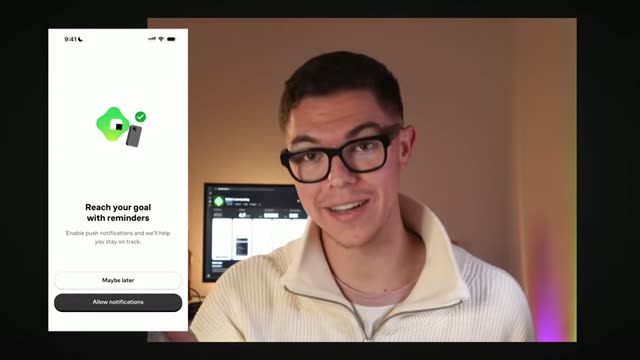 9:41
Reach your goal
with reminders
Enable push notifications and we'll help
you stay on track.
Maybe later
Allow notifications